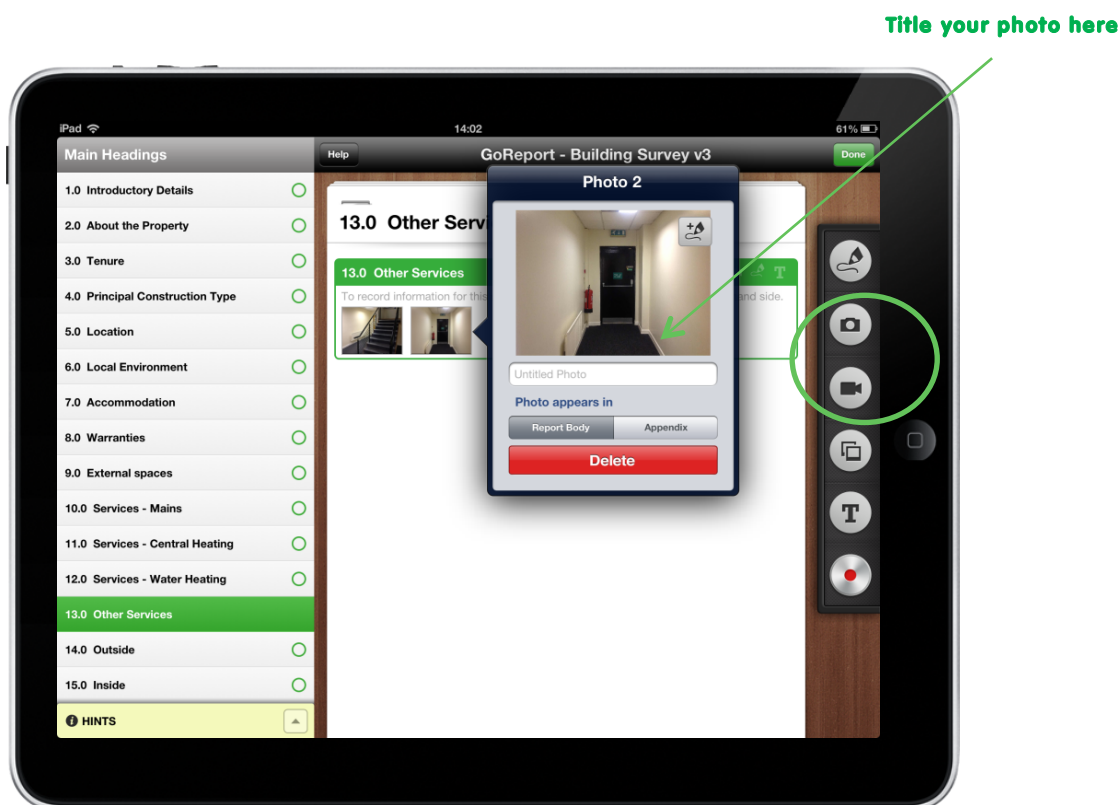 Title your photo here
iPad
14:02
61%
Main Headings
Help
GoReport - Building Survey v3
Done
1.0 Introductory Details
2.0 About the Property
3.0 Tenure
4.0 Principal Construction Type
5.0 Location
6.0 Local Environment
7.0 Accommodation
8.0 Warranties
9.0 External spaces
10.0 Services - Mains
11.0 Services - Central Heating
12.0 Services - Water Heating
13.0 Other Services
14.0 Outside
15.0 Inside
HINTS
13.0 Other
13.0 Other Services
T
To record information for this
side.
Photo 2
Untitled Photo
Photo appears in
Report Body
Appendix
Delete
T